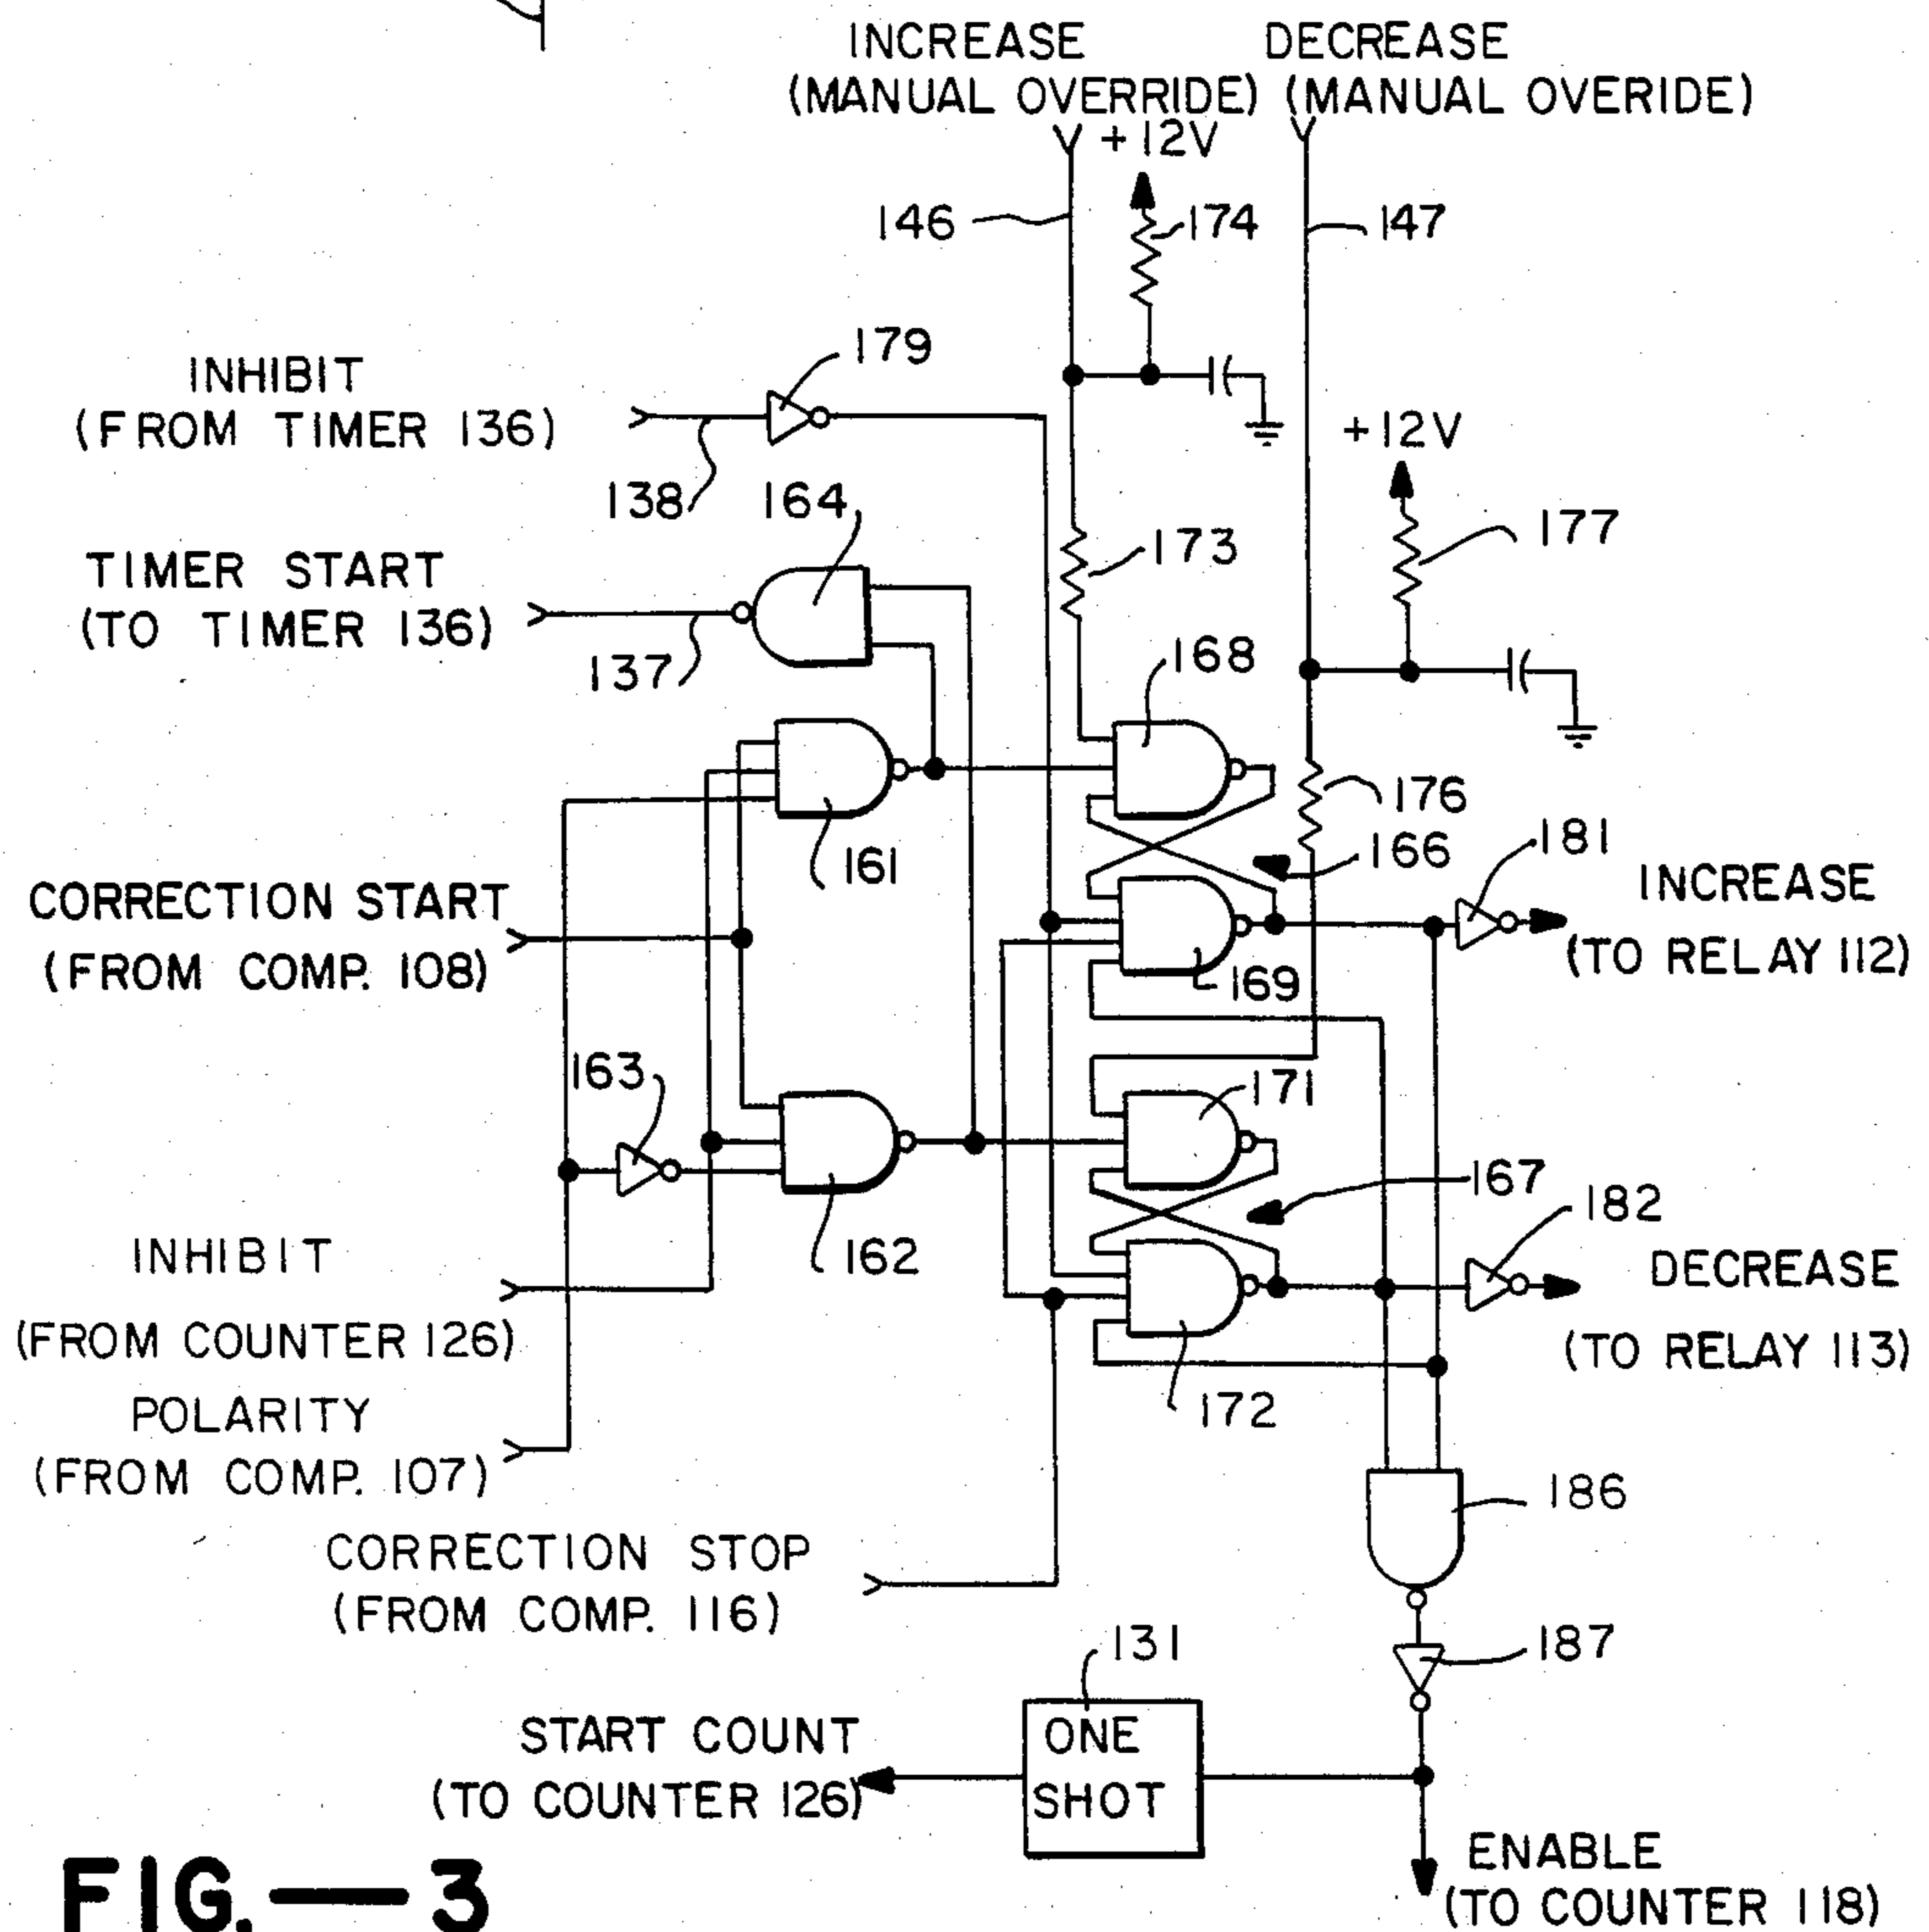 INCREASE
(MANUAL OVERRIDE)
DECREASE
(MANUAL OVERIDE)
+12V
146
174
147
179
INHIBIT
(FROM TIMER 136)
+12V
138
164
177
173
TIMER START
(TO TIMER 136)
137
168
176
181
166
161
INCREASE
(TO RELAY 112)
CORRECTION START
(FROM COMP. 108)
169
163
171
167
182
162
INHIBIT
(FROM COUNTER 126)
DECREASE
(TO RELAY 113)
172
POLARITY
(FROM COMP. 107)
186
CORRECTION STOP
(FROM COMP. 116)
187
131
START COUNT
(TO COUNTER 126)
ONE
SHOT
ENABLE
(TO COUNTER 118)
FIG.—3